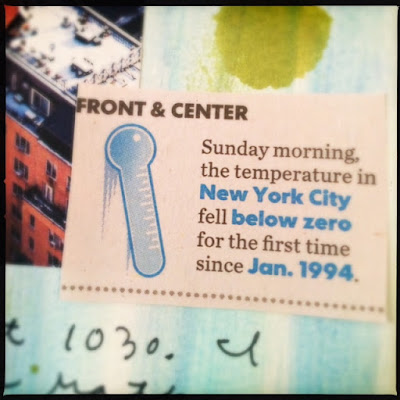 FRONT & CENTER
Sunday morning,
the temperature in
New York City
fell below zero
for the first time
since Jan. 1994.
1030. I